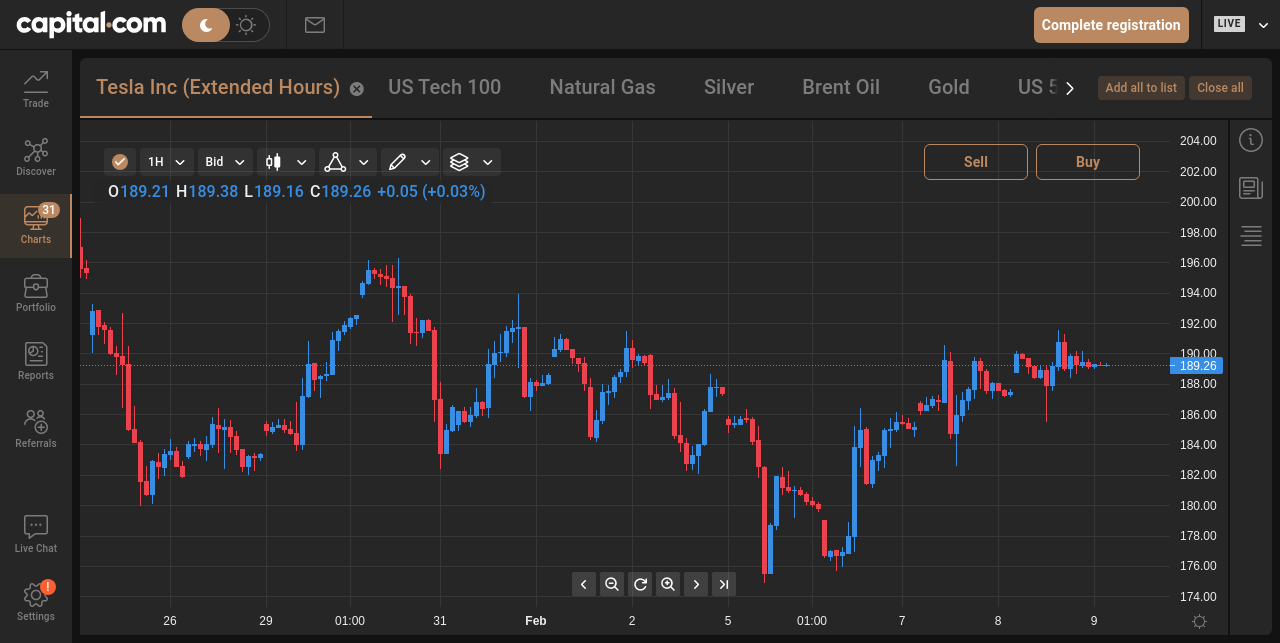 capital.com
Complete registration
LIVE
Trade
Discover
31
Charts
Portfolio
Reports
Referrals
Live Chat
!
Settings
Tesla Inc (Extended Hours)
US Tech 100
Natural Gas
Silver
Brent Oil
Gold
US 5
Add all to list
Close all
1H
Bid
Sell
Buy
O189.21 H189.38 L189.16 C189.26 +0.05 (+0.03%)
204.00
202.00
200.00
198.00
196.00
194.00
192.00
190.00
189.26
188.00
186.00
184.00
182.00
180.00
178.00
176.00
174.00
26 29 01:00 31 Feb 2 5 01:00 7 8 9